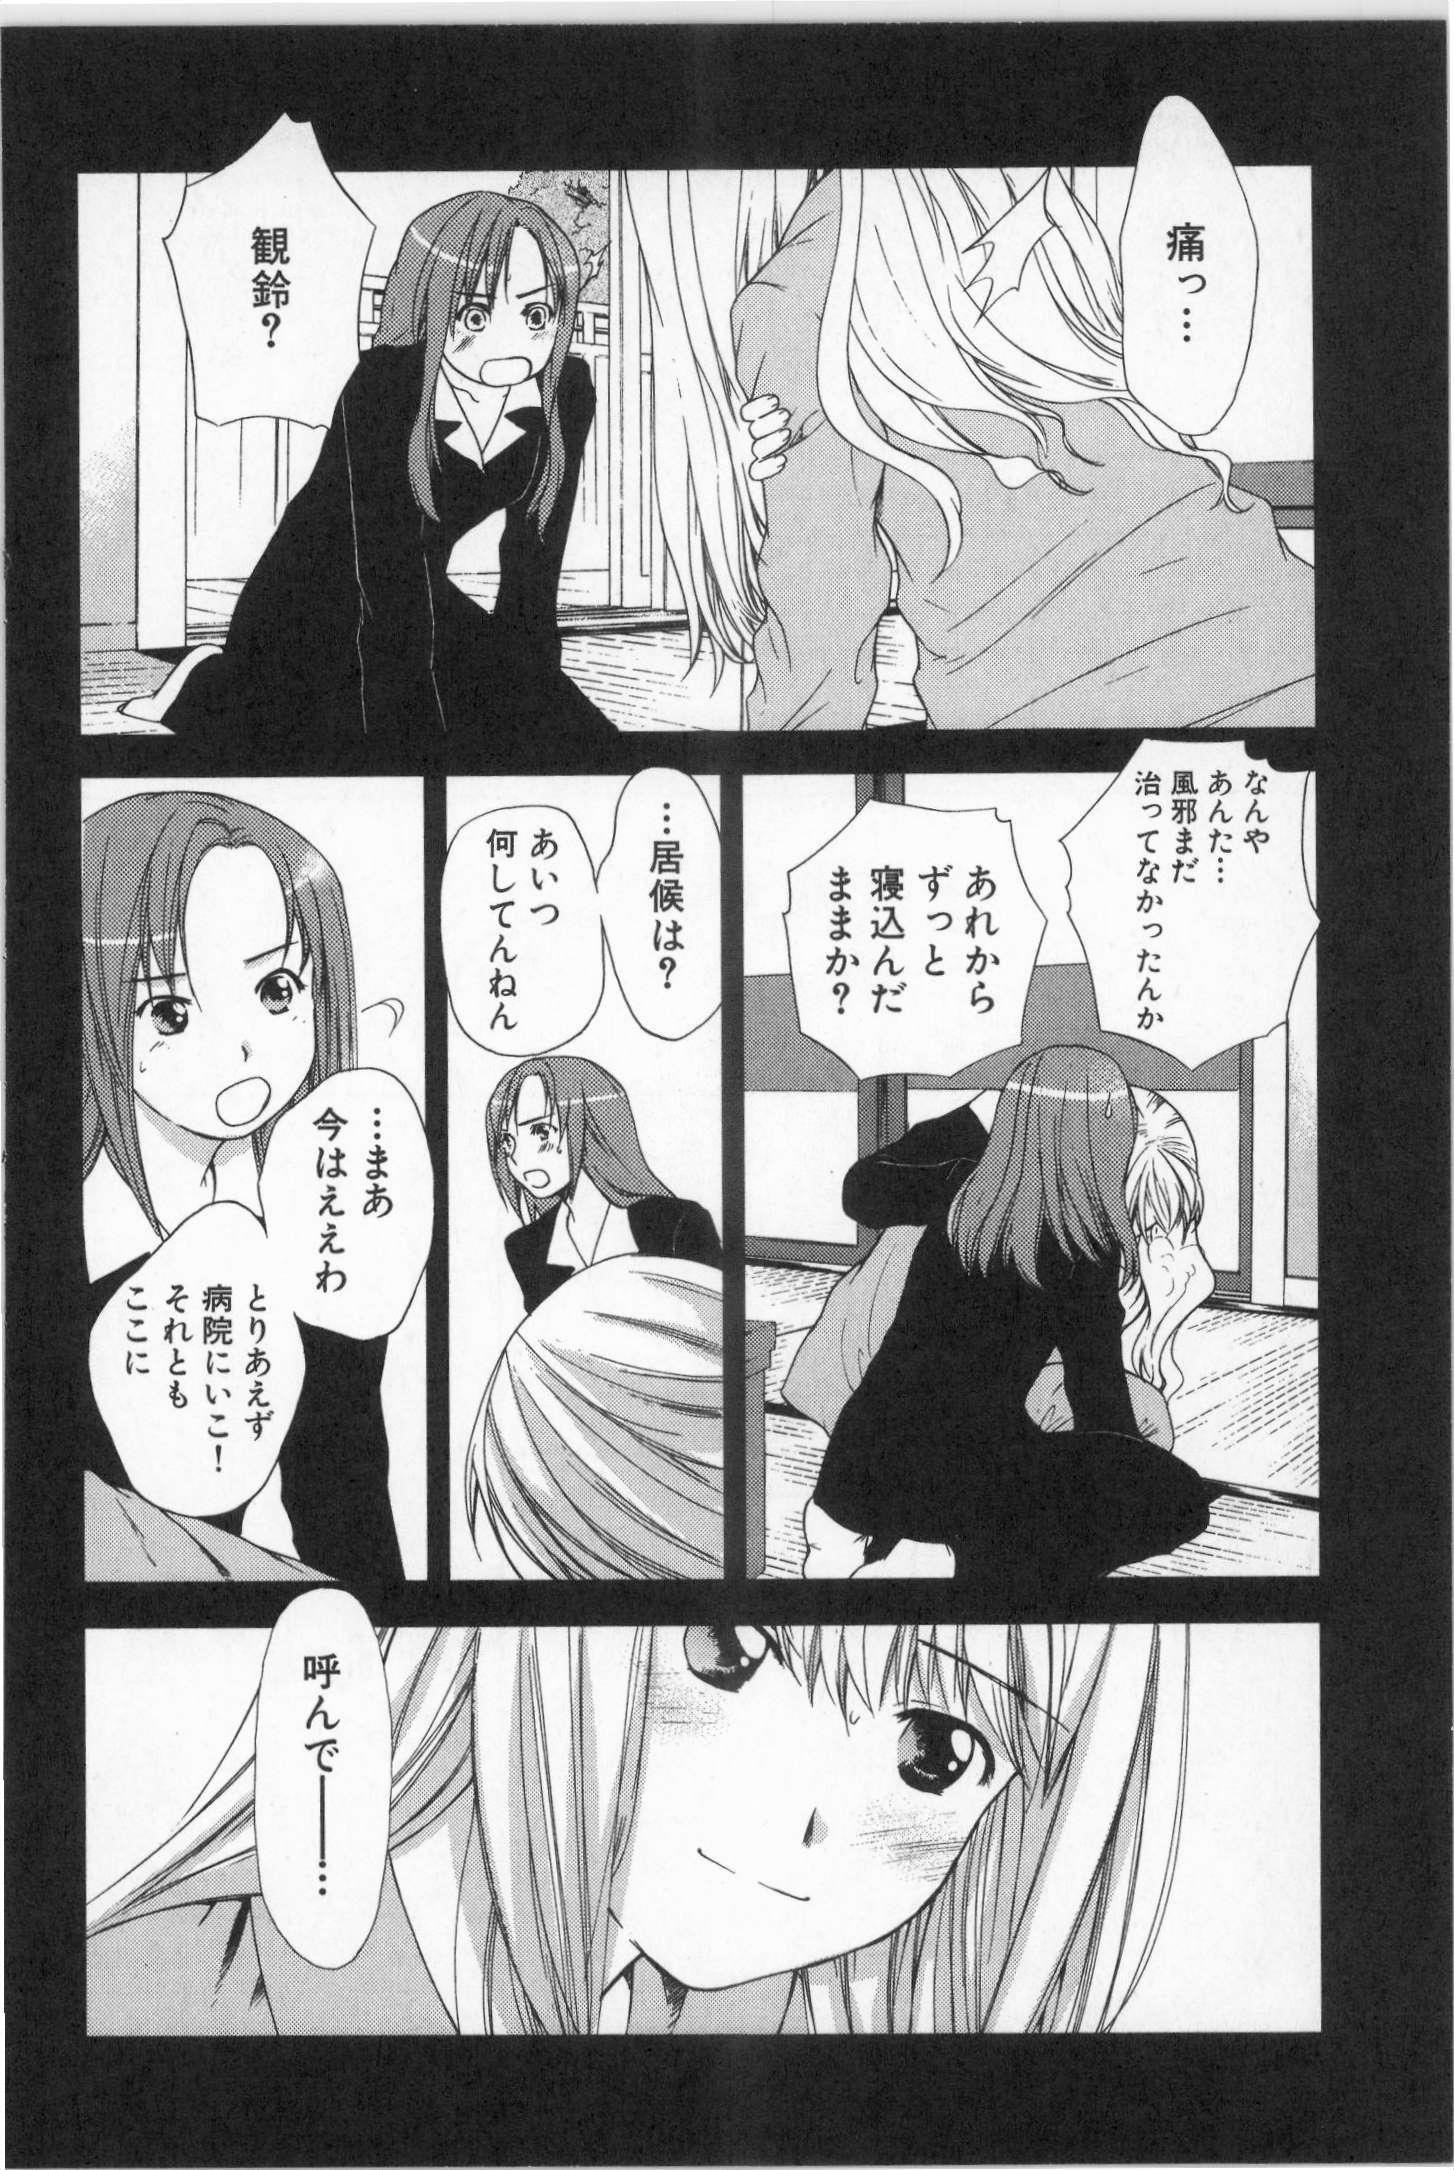 痛っ…
観鈴？
なんや
あんた…
風邪まだ
治ってなかったんか
あれから
ずっと
寝込んだ
ままか？
…居候は？
あいつ
何してんねん
…まあ
今はええわ
とりあえず
病院にいこ！
それとも
ここに
呼んで――…